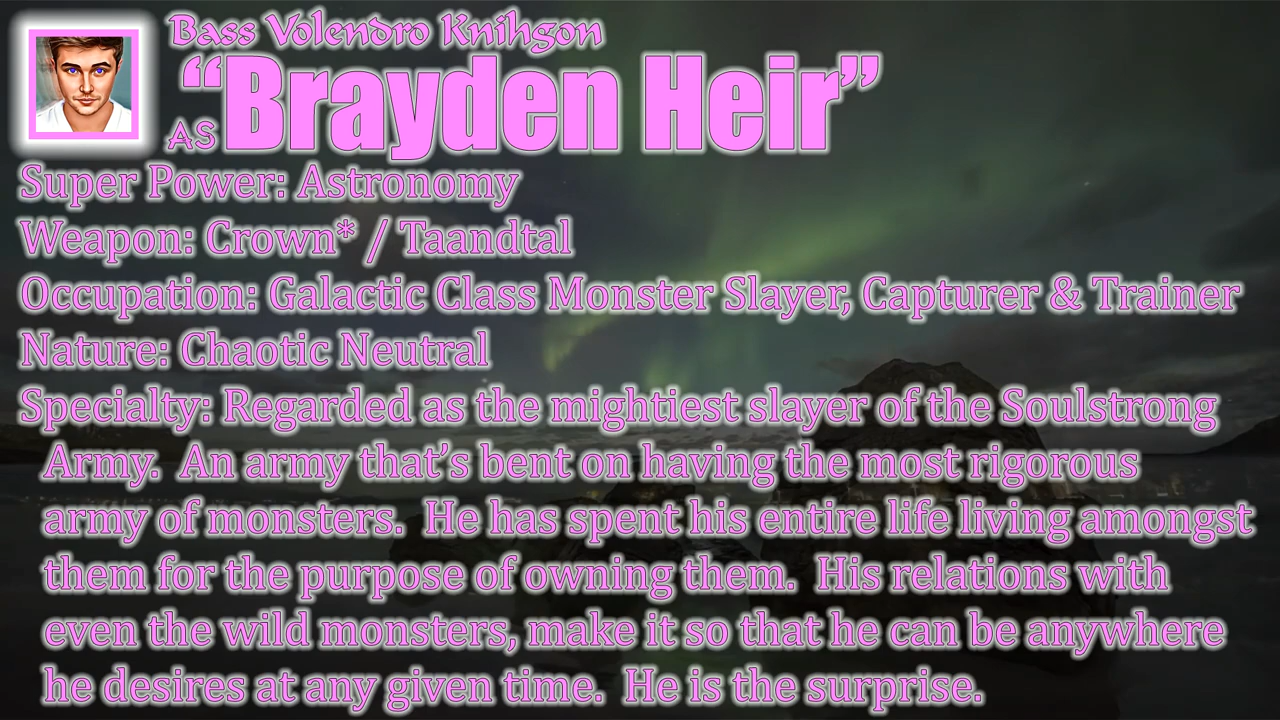 Bass Volendro Knihgon
AS "Brayden Heir"
Super Power: Astronomy
Weapon: Crown* / Taandtal
Occupation: Galactic Class Monster Slayer, Capturer & Trainer
Nature: Chaotic Neutral
Specialty: Regarded as the mightiest slayer of the Soulstrong
Army.  An army that's bent on having the most rigorous
army of monsters.  He has spent his entire life living amongst
them for the purpose of owning them.  His relations with
even the wild monsters, make it so that he can be anywhere
he desires at any given time.  He is the surprise.